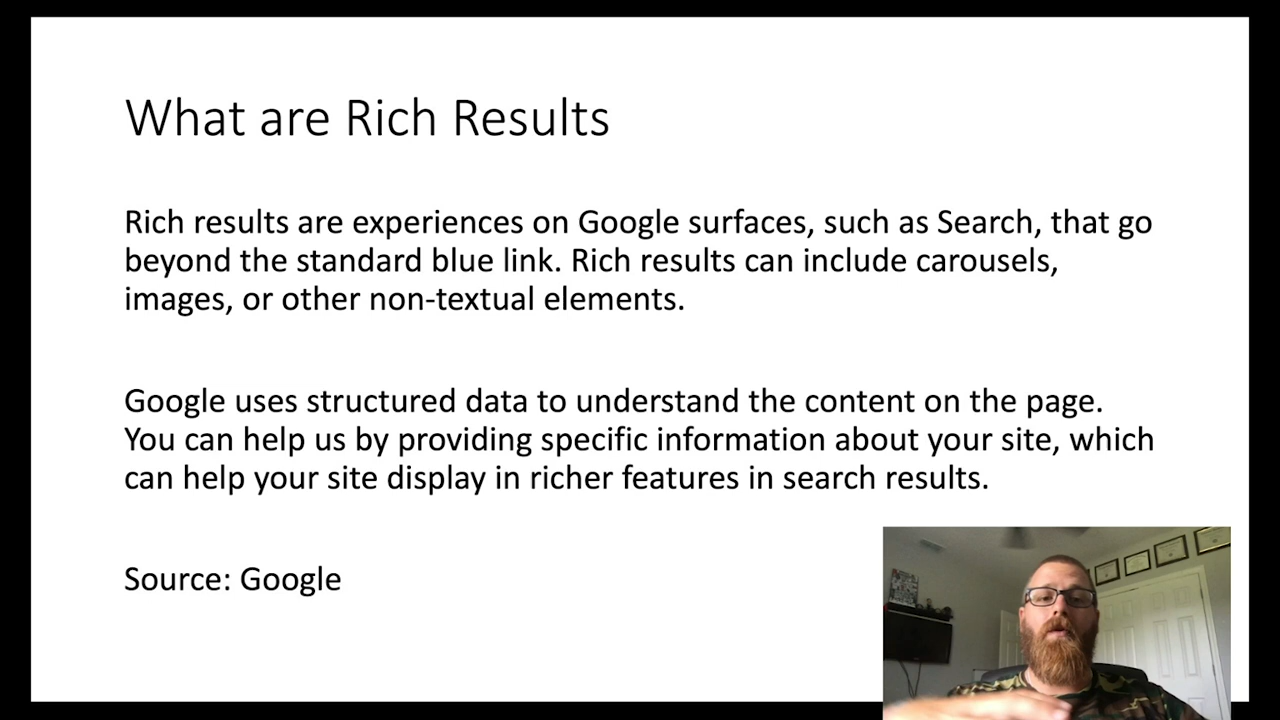 What are Rich Results
Rich results are experiences on Google surfaces, such as Search, that go
beyond the standard blue link. Rich results can include carousels,
images, or other non-textual elements.
Google uses structured data to understand the content on the page.
You can help us by providing specific information about your site, which
can help your site display in richer features in search results.
Source: Google